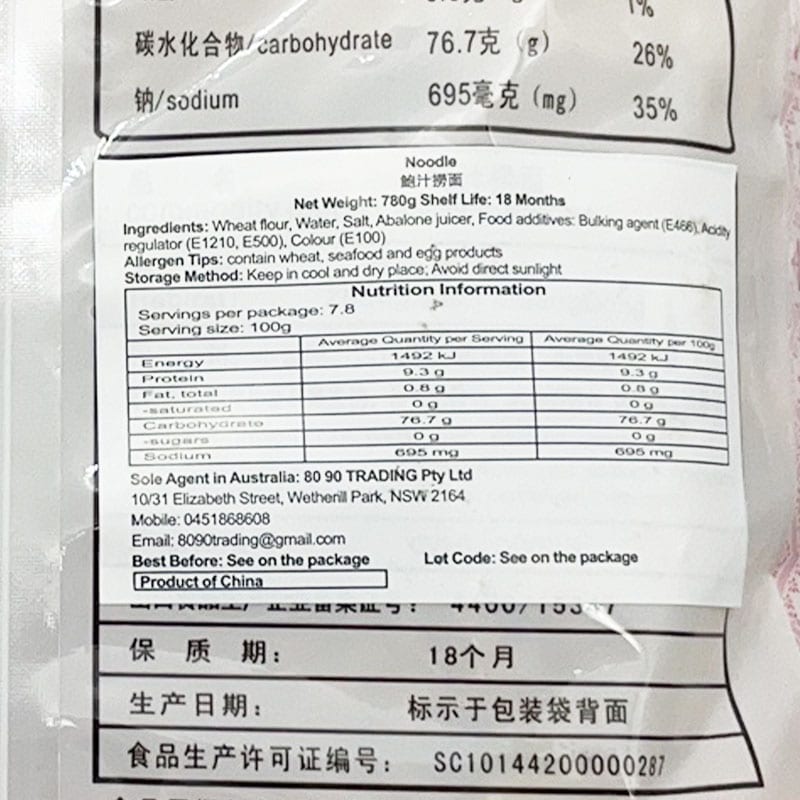 1%
碳水化合物/carbohydrate 76.7克 (g) 26%
钠/sodium 695毫克 (mg) 35%
Noodle
鲍汁捞面
Net Weight: 780g Shelf Life: 18 Months
Ingredients: Wheat flour, Water, Salt, Abalone juicer, Food additives: Bulking agent (E466), Acidity
regulator (E1210, E500), Colour (E100)
Allergen Tips: contain wheat, seafood and egg products
Storage Method: Keep in cool and dry place; Avoid direct sunlight
Nutrition Information
Servings per package: 7.8
Serving size: 100g
Average Quantity per Serving Average Quantity per 100g
Energy 1492 kJ 1492 kJ
Protein 9.3 g 9.3 g
Fat, total 0.8 g 0.8 g
-saturated 0 g 0 g
Carbohydrate 76.7 g 76.7 g
-sugars 0 g 0 g
Sodium 695 mg 695 mg
Sole Agent in Australia: 80 90 TRADING Pty Ltd
10/31 Elizabeth Street, Wetherill Park, NSW 2164
Mobile: 0451868608
Email: 8090trading@gmail.com
Best Before: See on the package Lot Code: See on the package
Product of China
保 质 期: 18个月
生产日期: 标示于包装袋背面
食品生产许可证编号: SC10144200000287